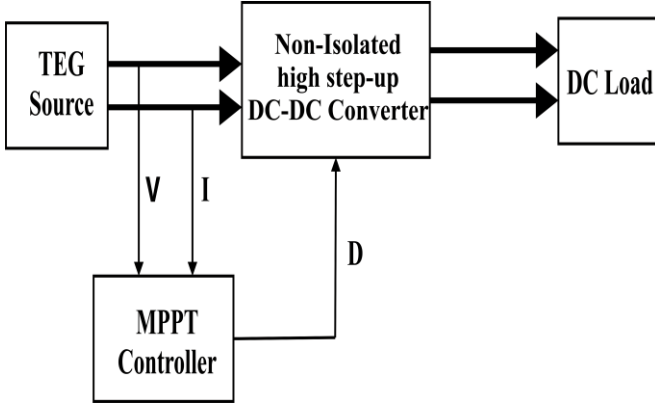 TEG
Source
Non-Isolated
high step-up
DC-DC Converter
DC Load
V
I
D
MPPT
Controller